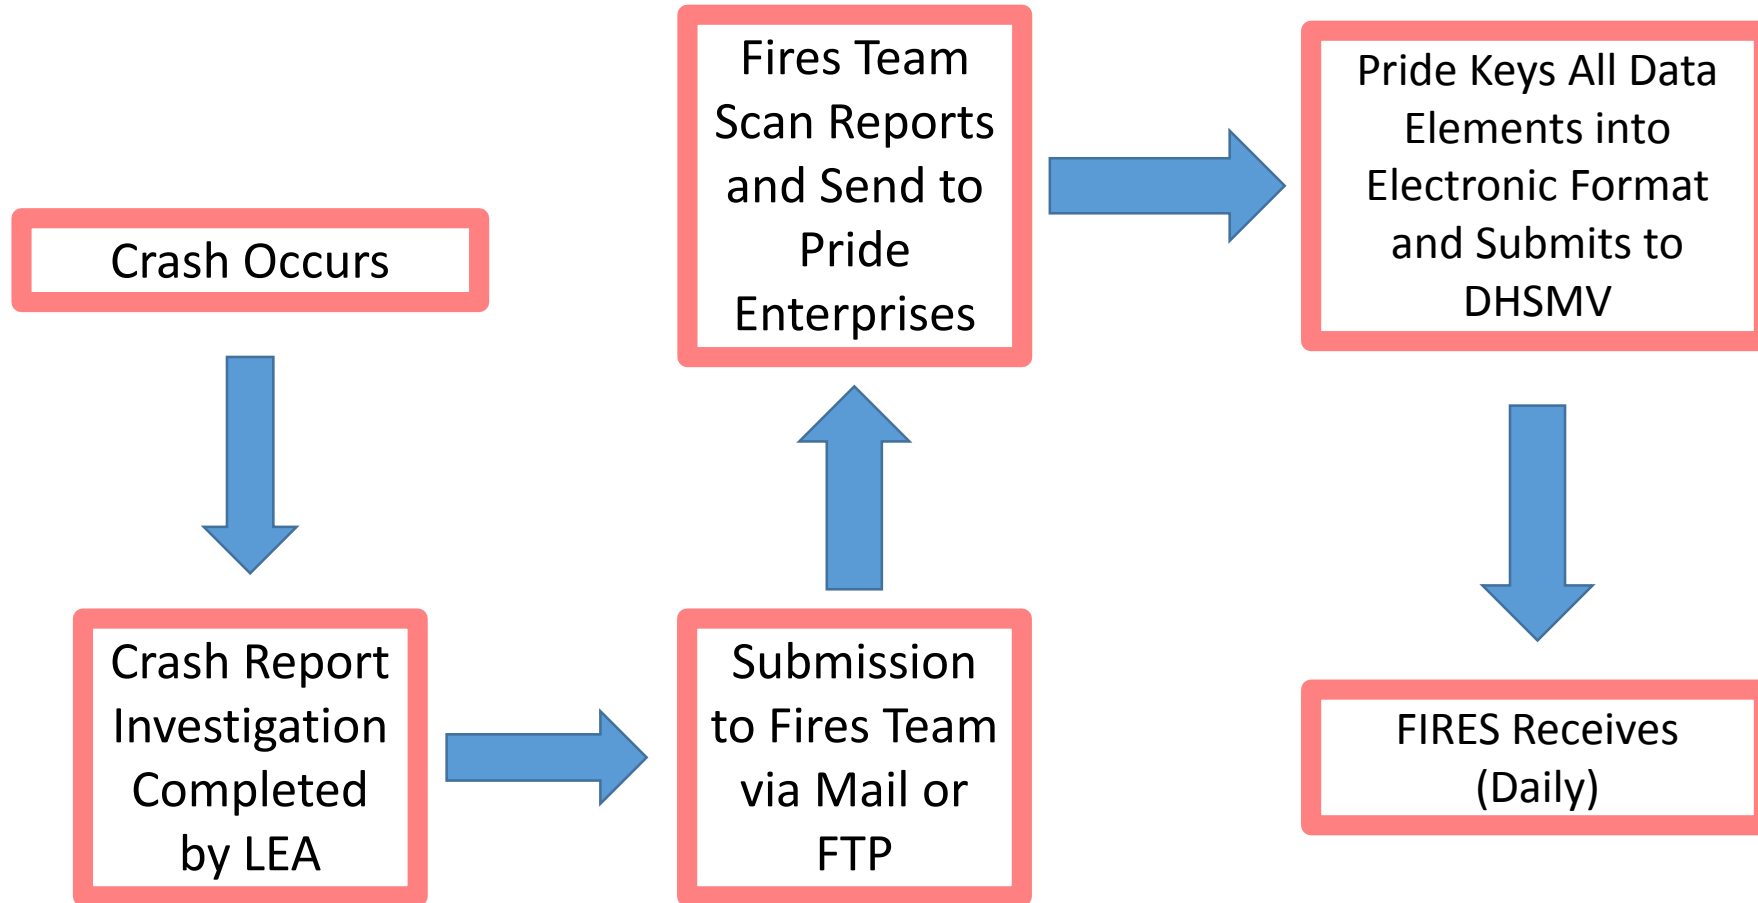 Crash Occurs
Crash Report
Investigation
Completed
by LEA
Submission
to Fires Team
via Mail or
FTP
Fires Team
Scan Reports
and Send to
Pride
Enterprises
Pride Keys All Data
Elements into
Electronic Format
and Submits to
DHSMV
FIRES Receives
(Daily)